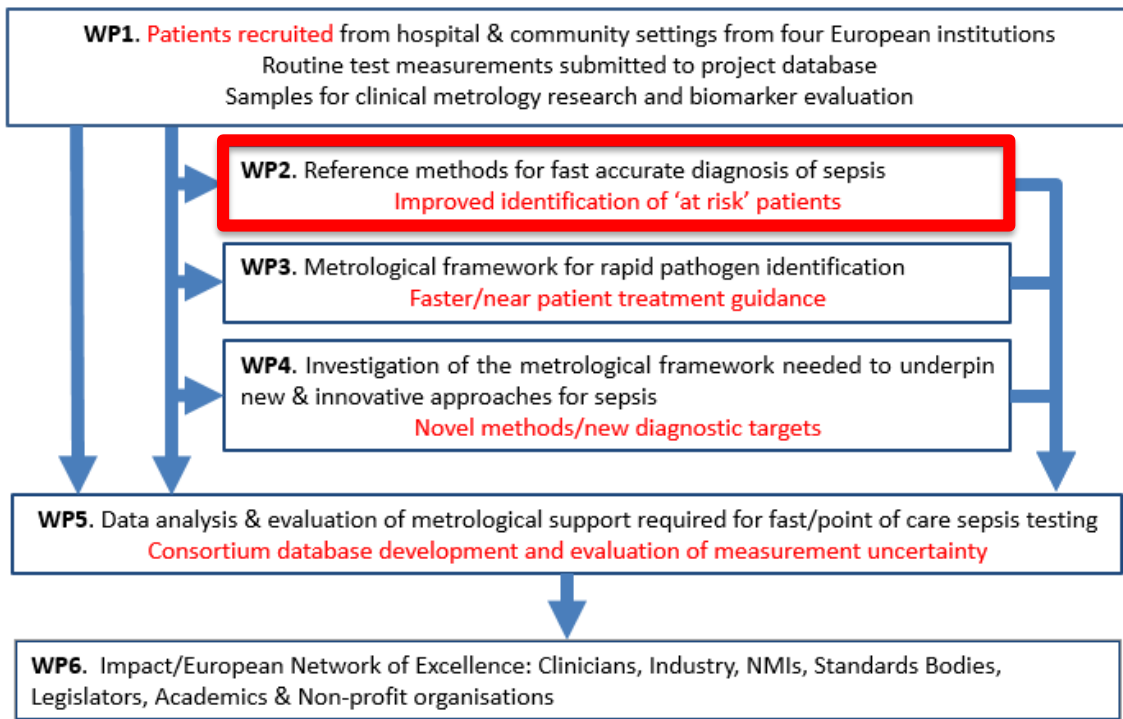 WP1. Patients recruited from hospital & community settings from four European institutions
Routine test measurements submitted to project database
Samples for clinical metrology research and biomarker evaluation
WP2. Reference methods for fast accurate diagnosis of sepsis
Improved identification of ‘at risk’ patients
WP3. Metrological framework for rapid pathogen identification
Faster/near patient treatment guidance
WP4. Investigation of the metrological framework needed to underpin
new & innovative approaches for sepsis
Novel methods/new diagnostic targets
WP5. Data analysis & evaluation of metrological support required for fast/point of care sepsis testing
Consortium database development and evaluation of measurement uncertainty
WP6. Impact/European Network of Excellence: Clinicians, Industry, NMIs, Standards Bodies,
Legislators, Academics & Non-profit organisations